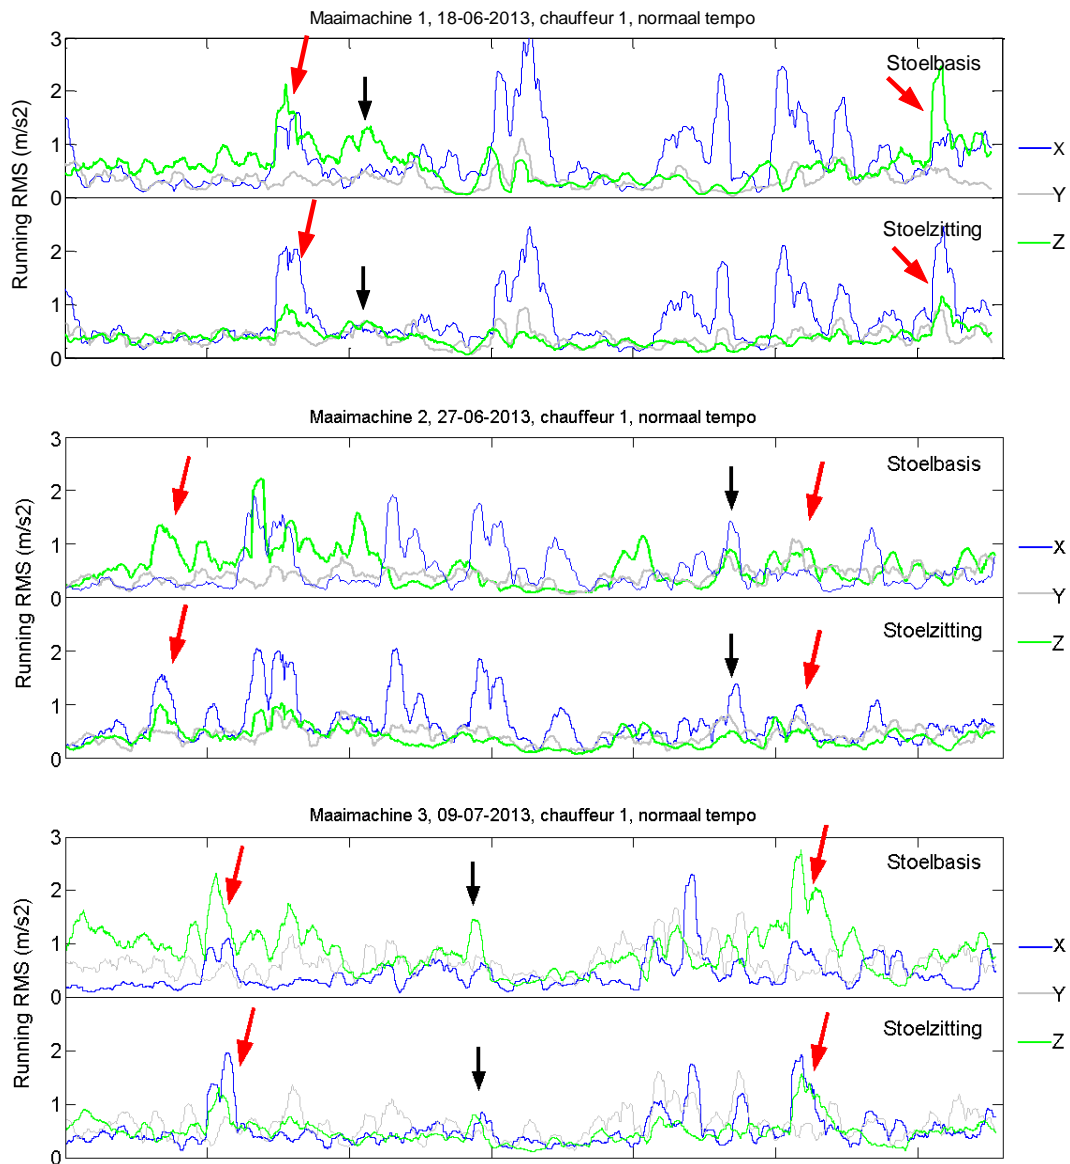 Maaimachine 1, 18-06-2013, chauffeur 1, normaal tempo
3
Stoelbasis
2
1
0
Stoelzitting
2
1
0
Running RMS (m/s2)
X
Y
Z
Maaimachine 2, 27-06-2013, chauffeur 1, normaal tempo
3
Stoelbasis
2
1
0
Stoelzitting
2
1
0
Running RMS (m/s2)
X
Y
Z
Maaimachine 3, 09-07-2013, chauffeur 1, normaal tempo
3
Stoelbasis
2
1
0
Stoelzitting
2
1
0
Running RMS (m/s2)
X
Y
Z